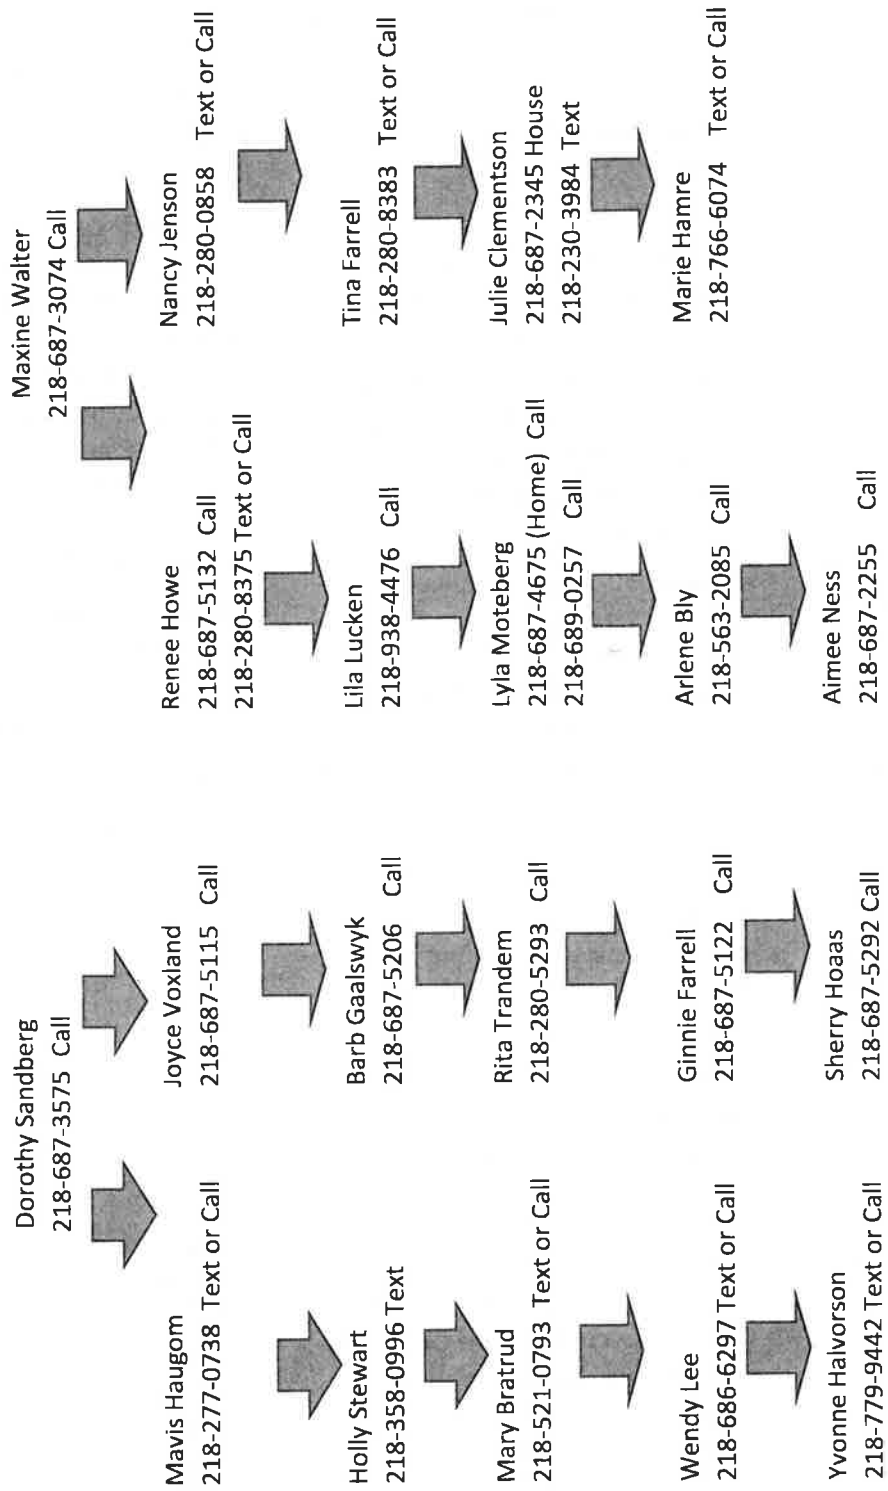 Dorothy Sandberg
218-687-3575 Call
Mavis Haugom
218-277-0738 Text or Call
Holly Stewart
218-358-0996 Text
Mary Bratrud
218-521-0793 Text or Call
Wendy Lee
218-686-6297 Text or Call
Yvonne Halvorson
218-779-9442 Text or Call
Joyce Voxland
218-687-5115 Call
Barb Gaalswyk
218-687-5206 Call
Rita Trandem
218-280-5293 Call
Ginnie Farrell
218-687-5122 Call
Sherry Hoaas
218-687-5292 Call
Maxine Walter
218-687-3074 Call
Renee Howe
218-687-5132 Call
218-280-8375 Text or Call
Lila Lucken
218-938-4476 Call
Lyla Moteberg
218-687-4675 (Home) Call
218-689-0257 Call
Arlene Bly
218-563-2085 Call
Aimee Ness
218-687-2255 Call
Nancy Jenson
218-280-0858 Text or Call
Tina Farrell
218-280-8383 Text or Call
Julie Clementson
218-687-2345 House
218-230-3984 Text
Marie Hamre
218-766-6074 Text or Call